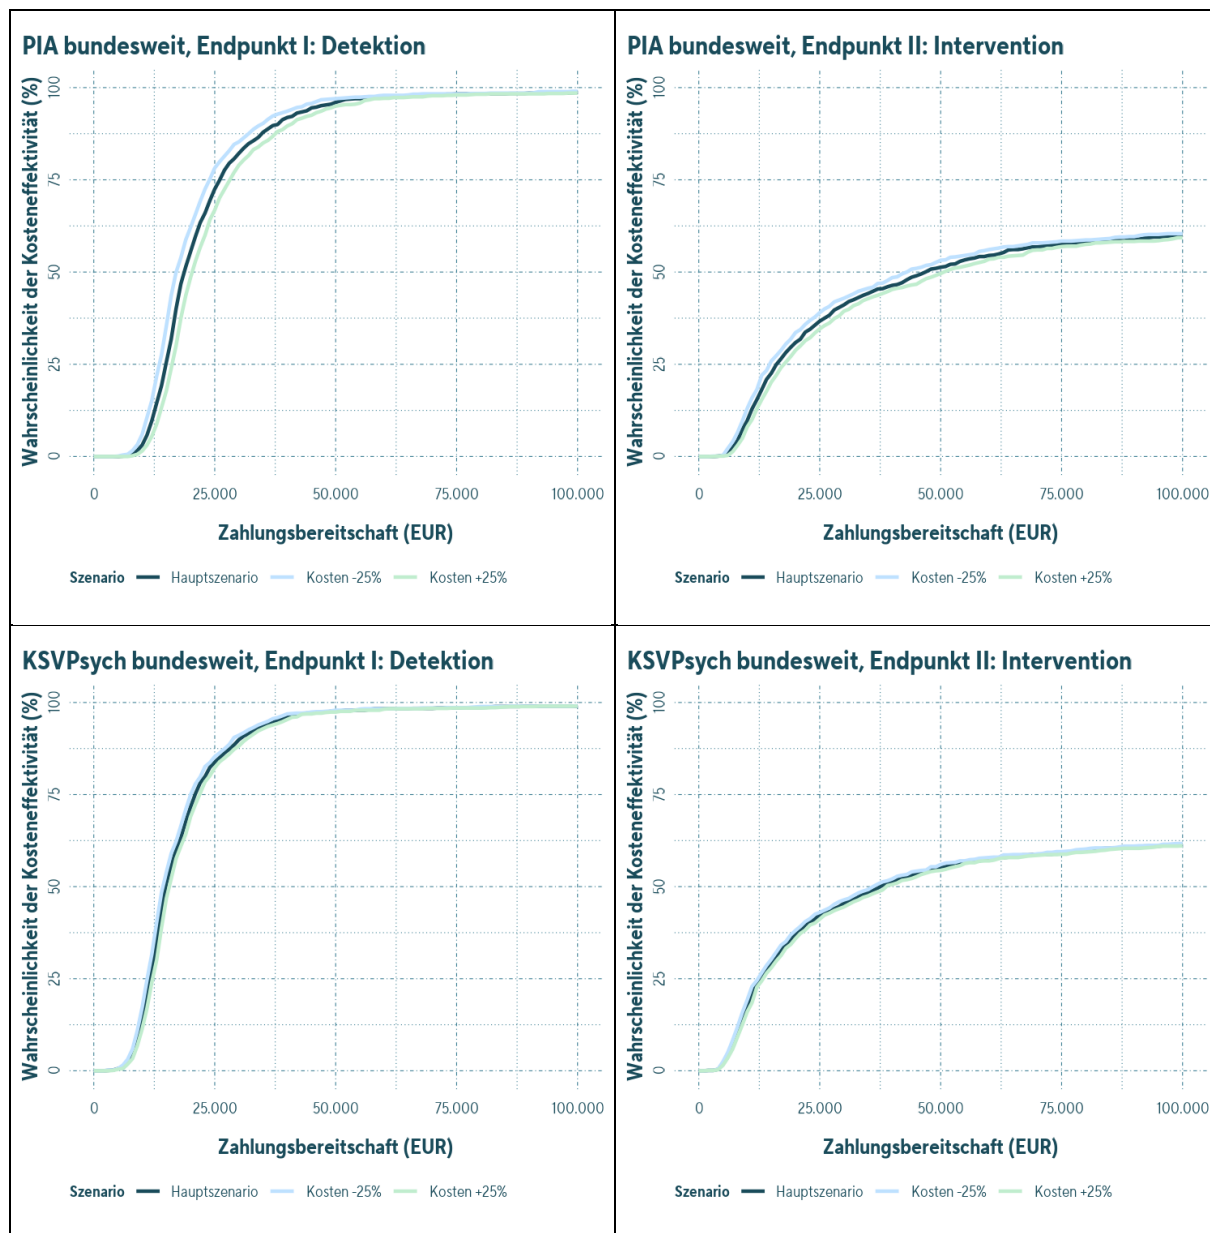 PIA bundesweit, Endpunkt I: Detektion
Wahrscheinlichkeit der Kosteneffektivität (%)
100
75
50
25
0
0 25.000 50.000 75.000 100.000
Zahlungsbereitschaft (EUR)
Szenario Hauptszenario Kosten -25% Kosten +25%
PIA bundesweit, Endpunkt II: Intervention
Wahrscheinlichkeit der Kosteneffektivität (%)
100
75
50
25
0
0 25.000 50.000 75.000 100.000
Zahlungsbereitschaft (EUR)
Szenario Hauptszenario Kosten -25% Kosten +25%
KSVPsych bundesweit, Endpunkt I: Detektion
Wahrscheinlichkeit der Kosteneffektivität (%)
100
75
50
25
0
0 25.000 50.000 75.000 100.000
Zahlungsbereitschaft (EUR)
Szenario Hauptszenario Kosten -25% Kosten +25%
KSVPsych bundesweit, Endpunkt II: Intervention
Wahrscheinlichkeit der Kosteneffektivität (%)
100
75
50
25
0
0 25.000 50.000 75.000 100.000
Zahlungsbereitschaft (EUR)
Szenario Hauptszenario Kosten -25% Kosten +25%